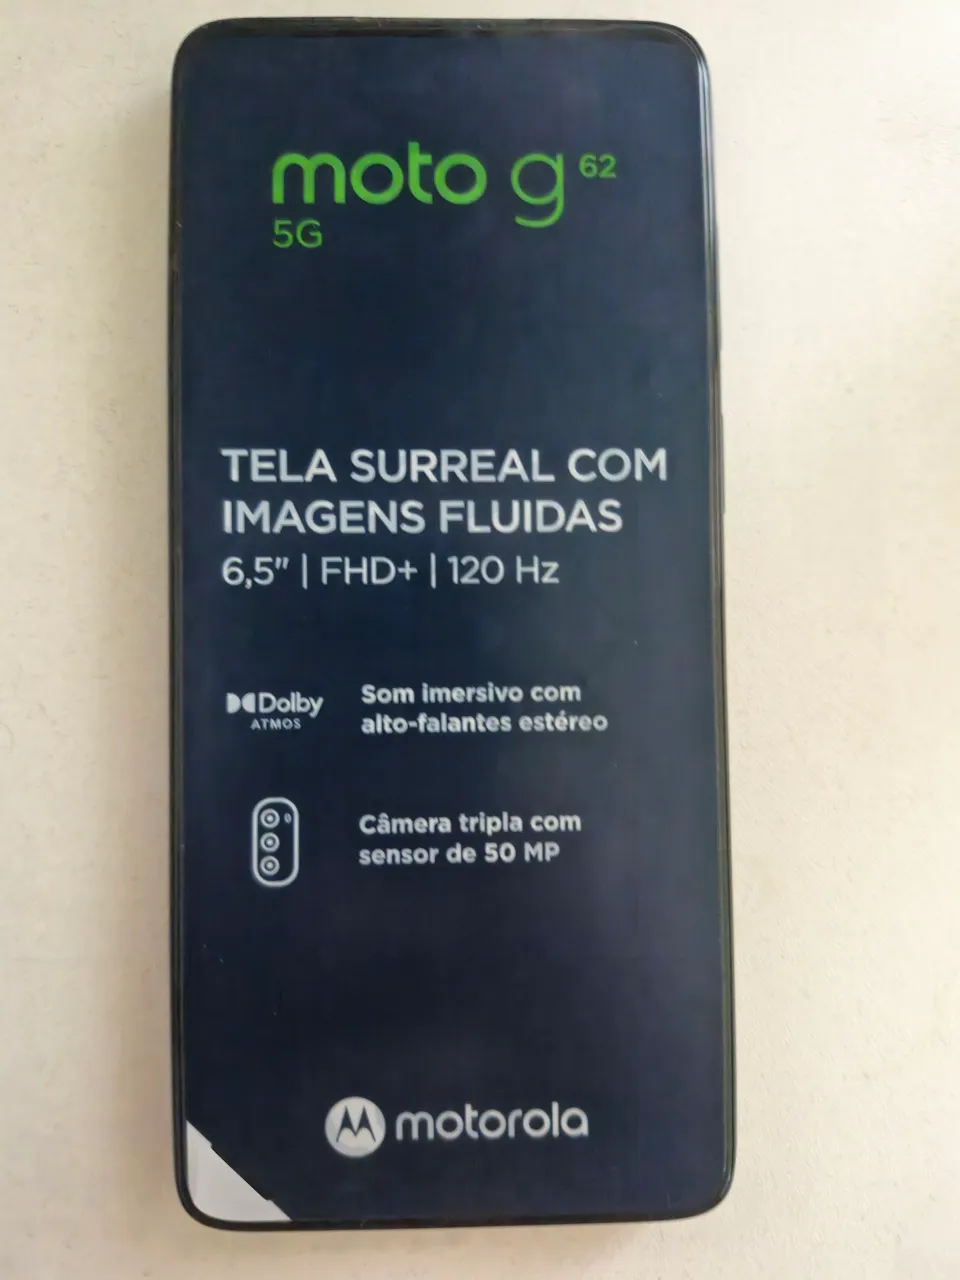 moto g 62
5G
TELA SURREAL COM
IMAGENS FLUIDAS
6,5" | FHD+ | 120 Hz
Dolby
ATMOS
Som imersivo com
alto-falantes estéreo
Câmera tripla com
sensor de 50 MP
motorola